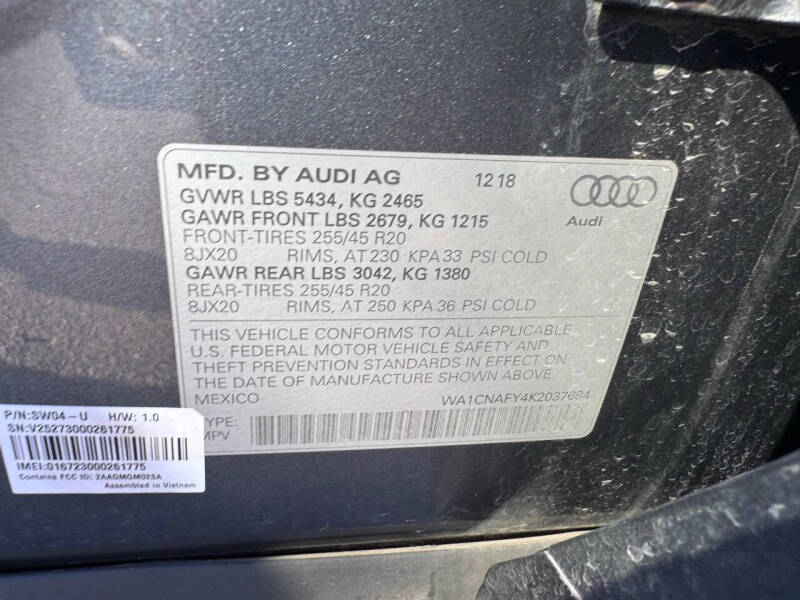 MFD. BY AUDI AG 12 18
GVWR LBS 5434, KG 2465
GAWR FRONT LBS 2679, KG 1215
Audi
FRONT-TIRES 255/45 R20
8JX20 RIMS, AT 230 KPA 33 PSI COLD
GAWR REAR LBS 3042, KG 1380
REAR-TIRES 255/45 R20
8JX20 RIMS, AT 250 KPA 36 PSI COLD
THIS VEHICLE CONFORMS TO ALL APPLICABLE
U.S. FEDERAL MOTOR VEHICLE SAFETY AND
THEFT PREVENTION STANDARDS IN EFFECT ON
THE DATE OF MANUFACTURE SHOWN ABOVE.
MEXICO WA1CNAFY4K2037684
TYPE:
MPV
P/N:SW04-U H/W: 1.0
SN:V25273000261775
IMEI:016723000261775
Contains FCC ID: 2AAGMGM02SA
Assembled in Vietnam